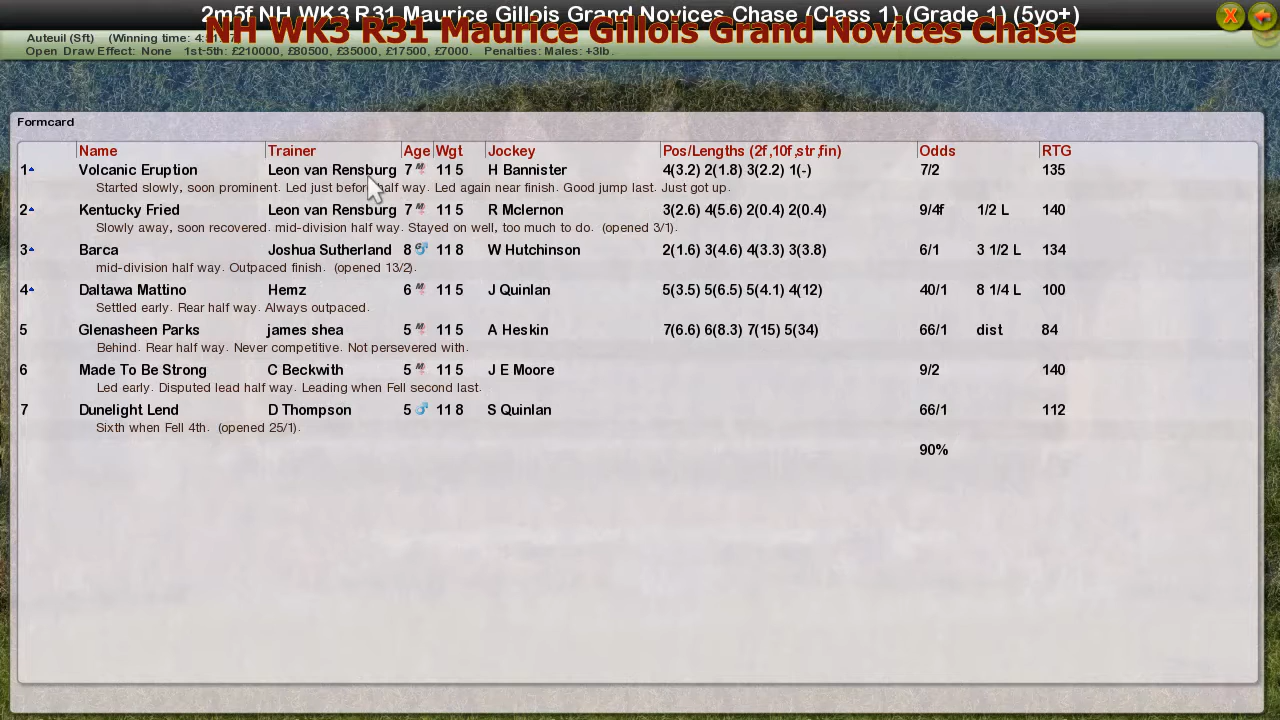 2m5f NH WK3 R31 Maurice Gillois Grand Novices Chase (Class 1) (Grade 1) (5yo+)
NH WK3 R31 Maurice Gillois Grand Novices Chase
Auteuil (Sft) (Winning time: 4:
Open Draw Effect: None 1st-5th: £210000, £80500, £35000, £17500, £7000. Penalties: Males: +3lb
Formcard
Name Trainer Age Wgt Jockey Pos/Lengths (2f,10f,str,fin) Odds RTG
1 Volcanic Eruption Leon van Rensburg 7 11 5 H Bannister 4(3.2) 2(1.8) 3(2.2) 1(-) 7/2 135
Started slowly, soon prominent. Led just before half way. Led again near finish. Good jump last. Just got up.
2 Kentucky Fried Leon van Rensburg 7 11 5 R Mclernon 3(2.6) 4(5.6) 2(0.4) 2(0.4) 9/4f 1/2 L 140
Slowly away, soon recovered. mid-division half way. Stayed on well, too much to do. (opened 3/1).
3 Barca Joshua Sutherland 8 11 8 W Hutchinson 2(1.6) 3(4.6) 4(3.3) 3(3.8) 6/1 3 1/2 L 134
mid-division half way. Outpaced finish. (opened 13/2).
4 Daltawa Mattino Hemz 6 11 5 J Quinlan 5(3.5) 5(6.5) 5(4.1) 4(12) 40/1 8 1/4 L 100
Settled early. Rear half way. Always outpaced.
5 Glenasheen Parks james shea 5 11 5 A Heskin 7(6.6) 6(8.3) 7(15) 5(34) 66/1 dist 84
Behind. Rear half way. Never competitive. Not persevered with.
6 Made To Be Strong C Beckwith 5 11 5 J E Moore 9/2 140
Led early. Disputed lead half way. Leading when Fell second last.
7 Dunelight Lend D Thompson 5 11 8 S Quinlan 66/1 112
Sixth when Fell 4th. (opened 25/1).
90%